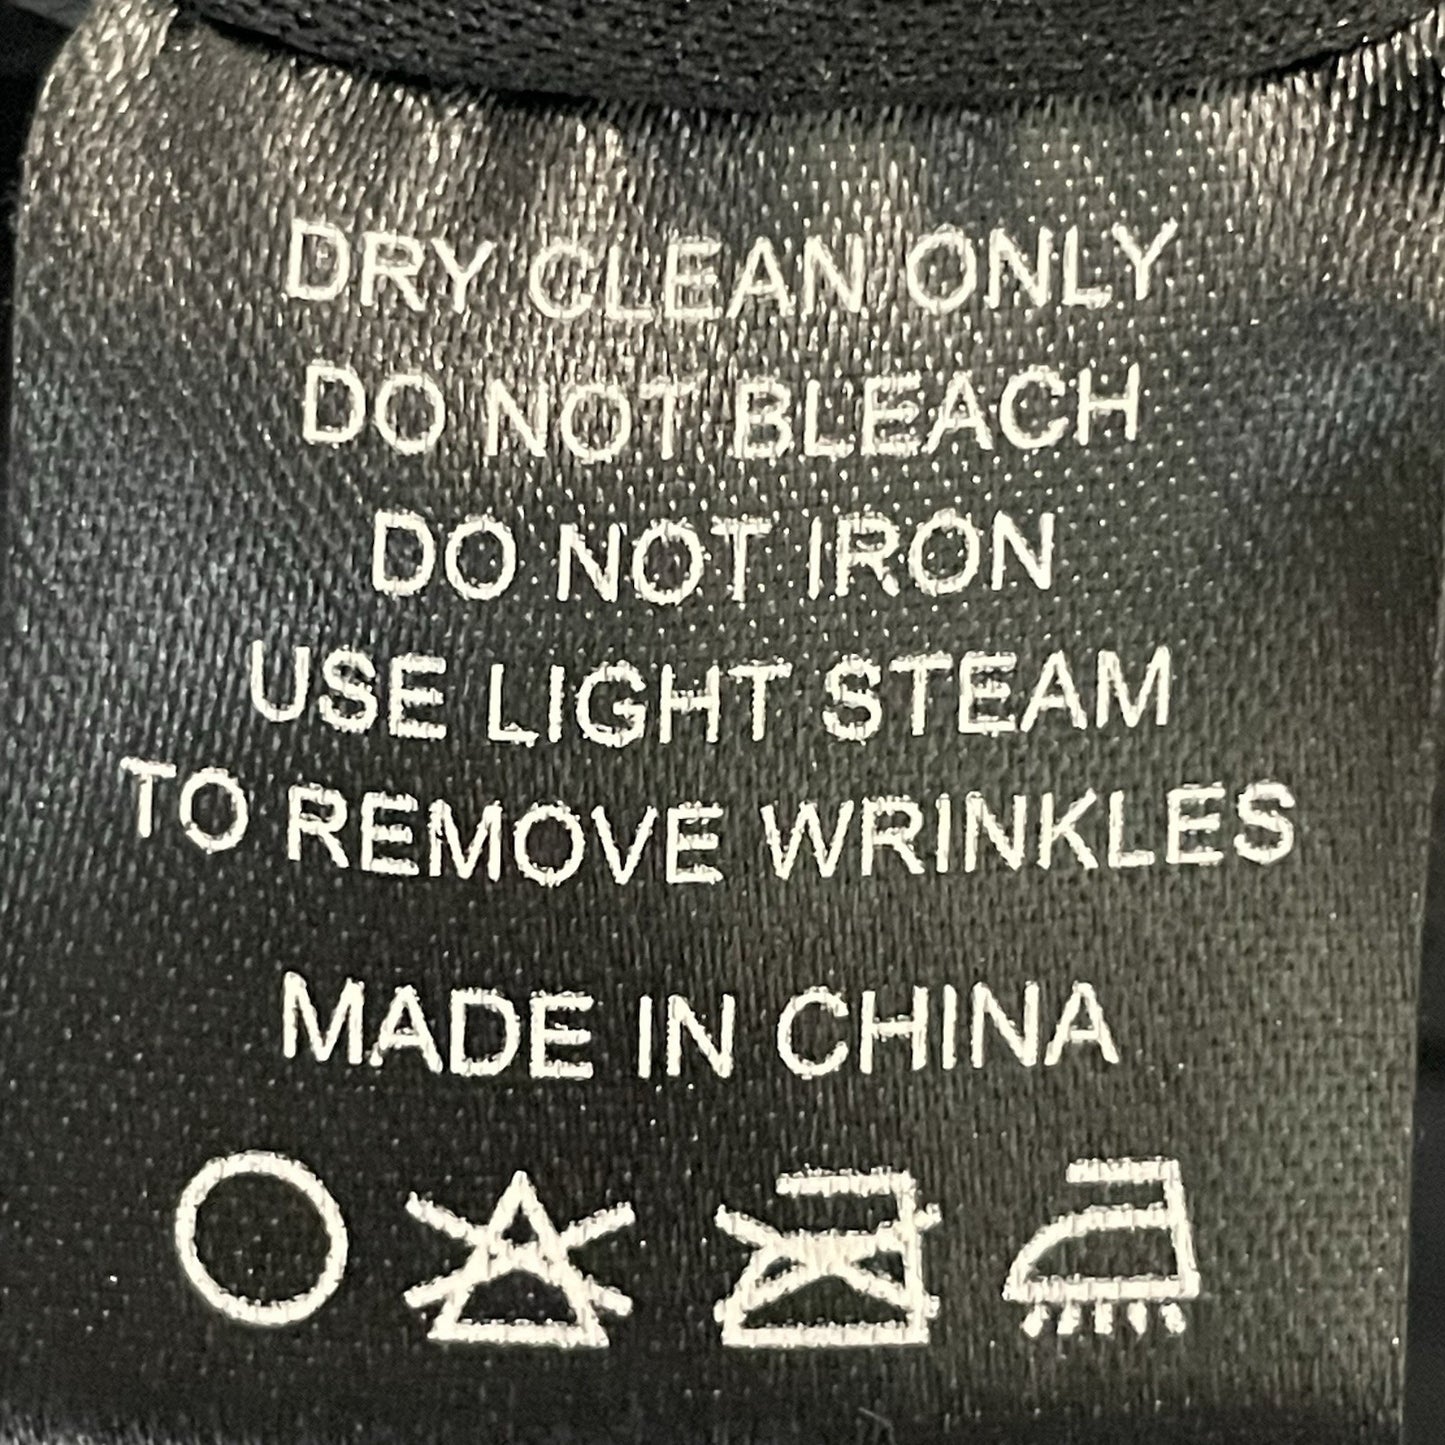 DRY CLEAN ONLY
DO NOT BLEACH
DO NOT IRON
USE LIGHT STEAM
TO REMOVE WRINKLES
MADE IN CHINA